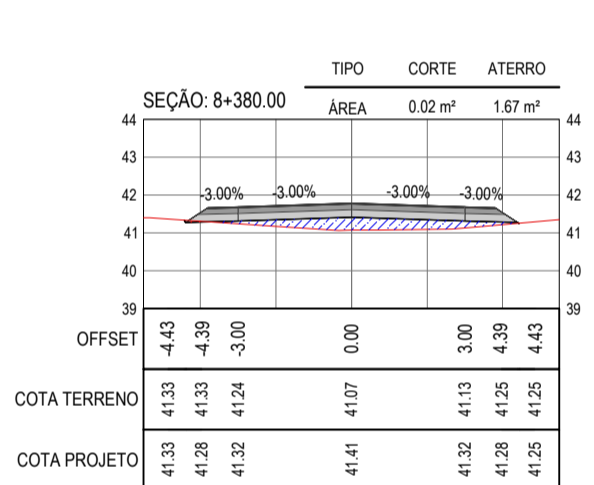 TIPO CORTE ATERRO
SEÇÃO: 8+380.00 ÁREA 0.02 m² 1.67 m²
44 44
43 43
42 -3.00% -3.00% -3.00% -3.00% 42
41 41
40 40
39 39
OFFSET -4.43 -4.39 -3.00 0.00 3.00 4.39 4.43
COTA TERRENO 41.33 41.33 41.24 41.07 41.13 41.25 41.25
COTA PROJETO 41.33 41.28 41.32 41.41 41.32 41.28 41.25